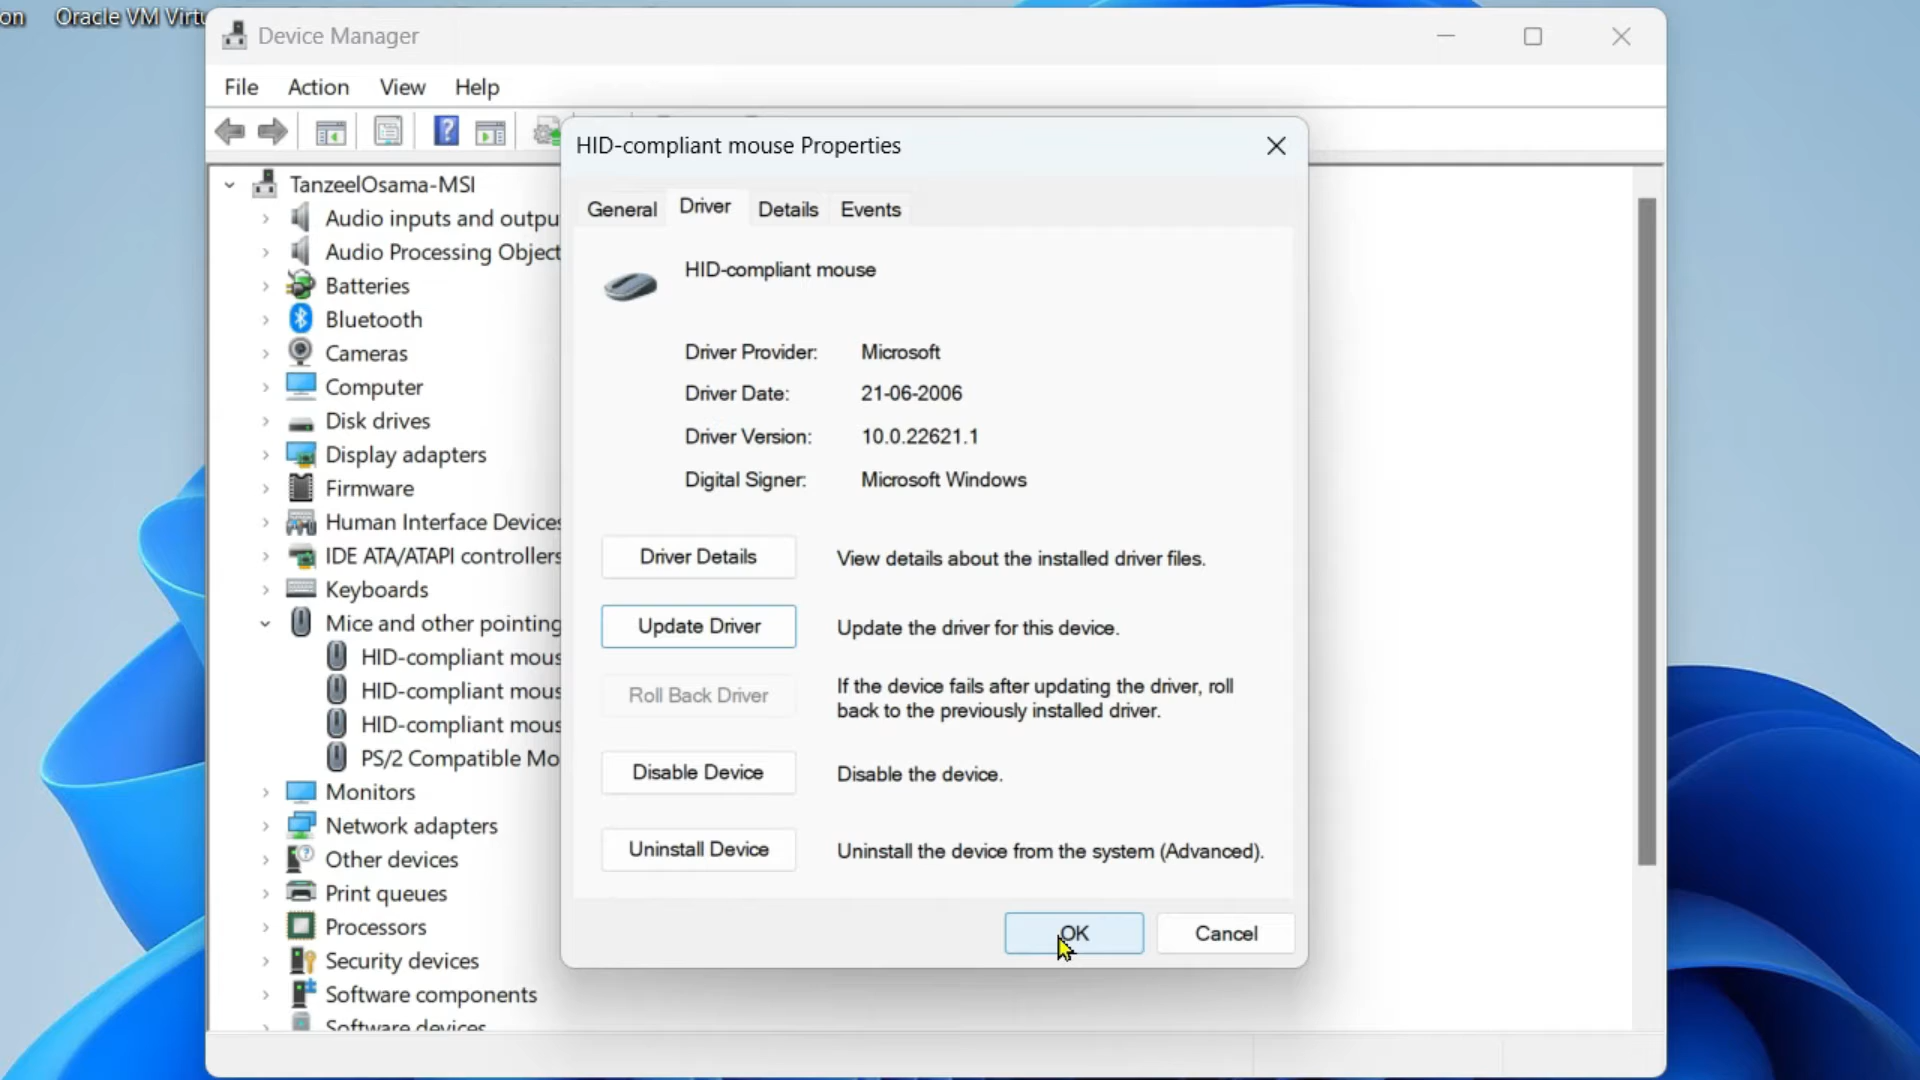 on Oracle VM Virtu
Device Manager
File Action View Help
HID-compliant mouse Properties
General Driver Details Events
TanzeelOsama-MSI
Audio inputs and outpu
Audio Processing Object
Batteries
Bluetooth
Cameras
Computer
Disk drives
Display adapters
Firmware
Human Interface Devices
IDE ATA/ATAPI controllers
Keyboards
Mice and other pointing
HID-compliant mous
HID-compliant mous
HID-compliant mous
PS/2 Compatible Mo
Monitors
Network adapters
Other devices
Print queues
Processors
Security devices
Software components
Software devices
HID-compliant mouse
Driver Provider: Microsoft
Driver Date: 21-06-2006
Driver Version: 10.0.22621.1
Digital Signer: Microsoft Windows
Driver Details View details about the installed driver files.
Update Driver Update the driver for this device.
Roll Back Driver If the device fails after updating the driver, roll
back to the previously installed driver.
Disable Device Disable the device.
Uninstall Device Uninstall the device from the system (Advanced).
OK Cancel